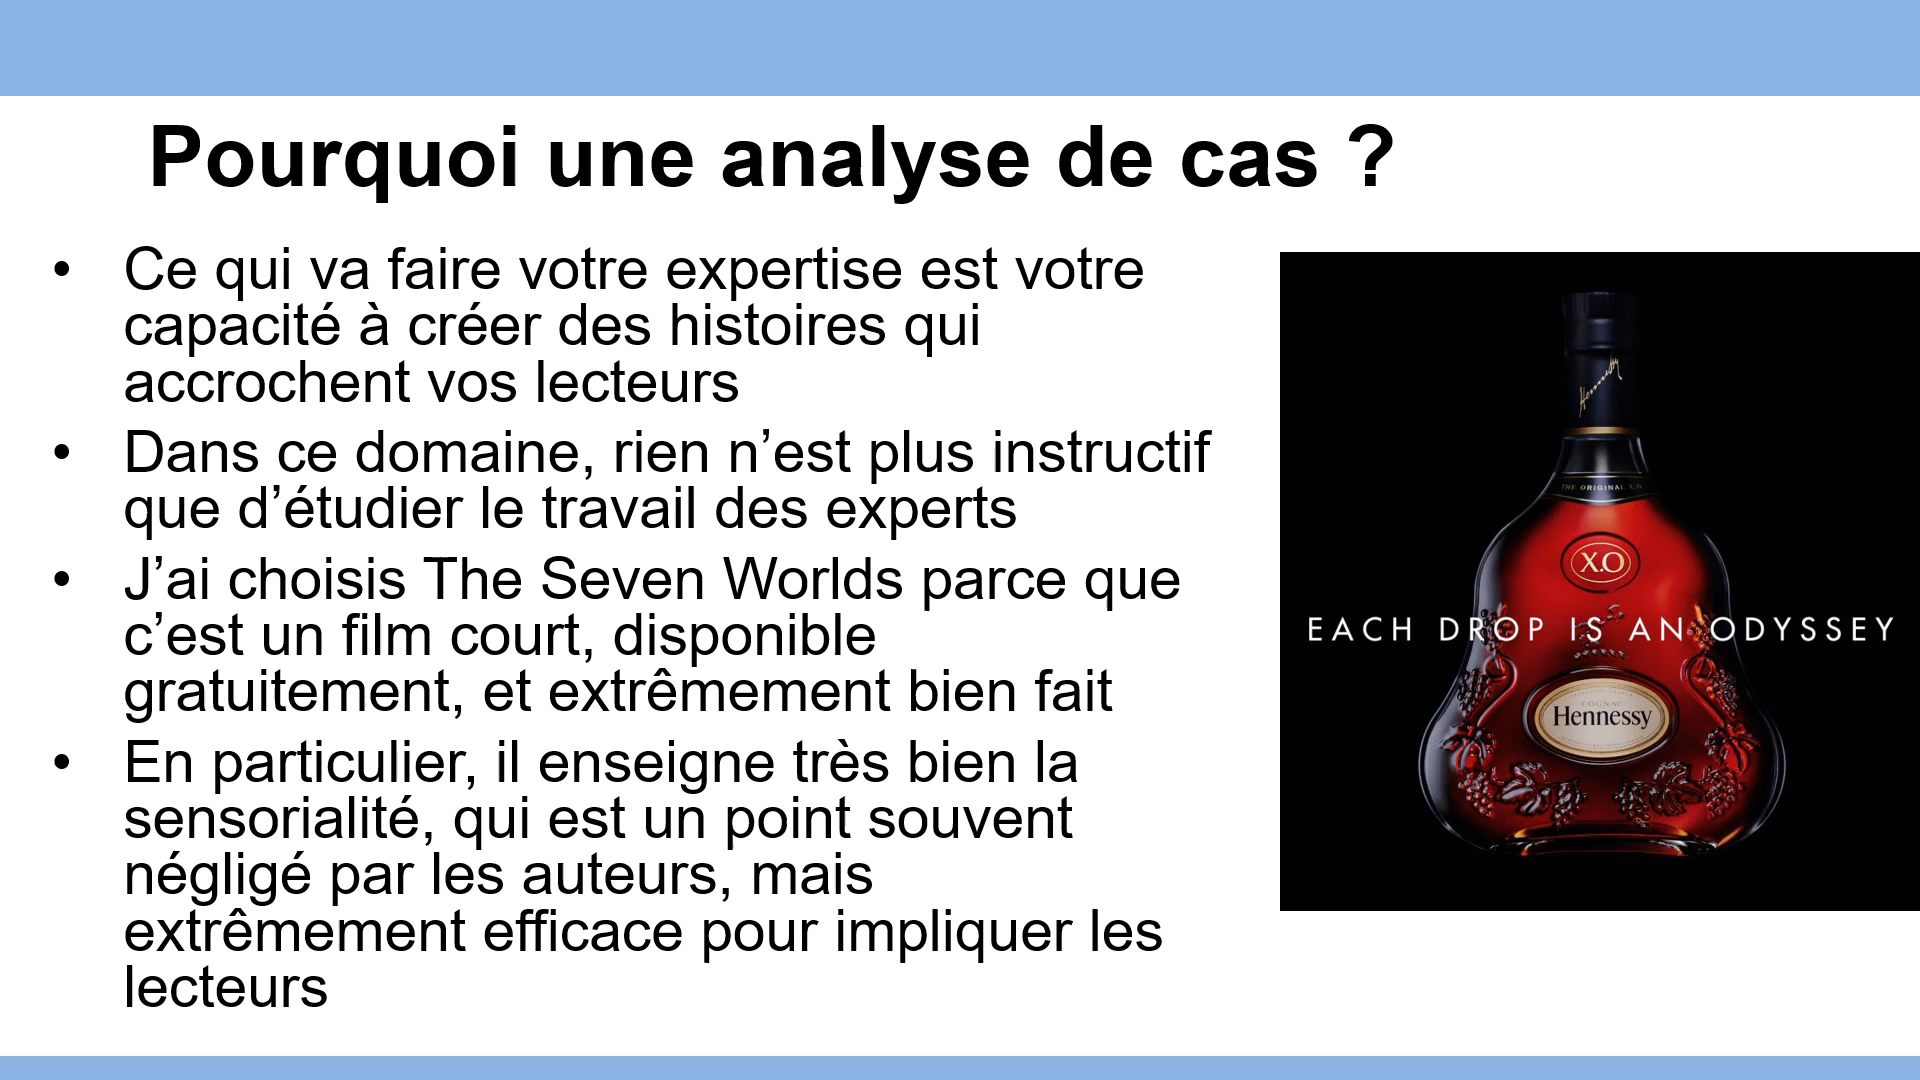 Pourquoi une analyse de cas ?
• Ce qui va faire votre expertise est votre
capacité à créer des histoires qui
accrochent vos lecteurs
• Dans ce domaine, rien n’est plus instructif
que d’étudier le travail des experts
• J’ai choisis The Seven Worlds parce que
c’est un film court, disponible
gratuitement, et extrêmement bien fait
• En particulier, il enseigne très bien la
sensorialité, qui est un point souvent
négligé par les auteurs, mais
extrêmement efficace pour impliquer les
lecteurs
Hennessy
THE ORIGINAL X.O
X.O
EACH DROP IS AN ODYSSEY
COGNAC
Hennessy